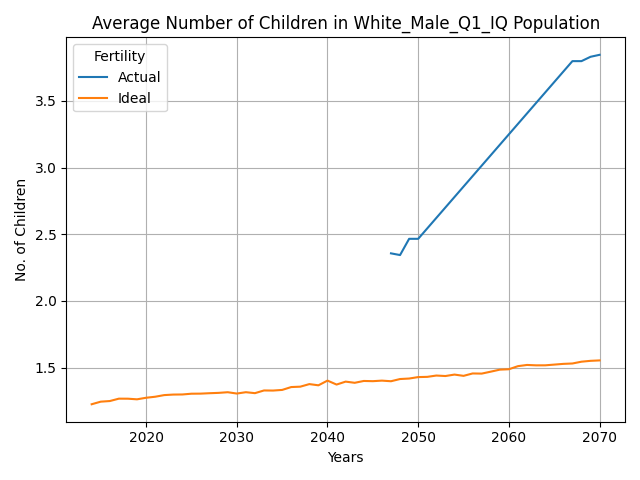 Average Number of Children in White_Male_Q1_IQ Population
Fertility
Actual
Ideal
3.5
3.0
2.5
2.0
1.5
No. of Children
2020 2030 2040 2050 2060 2070
Years